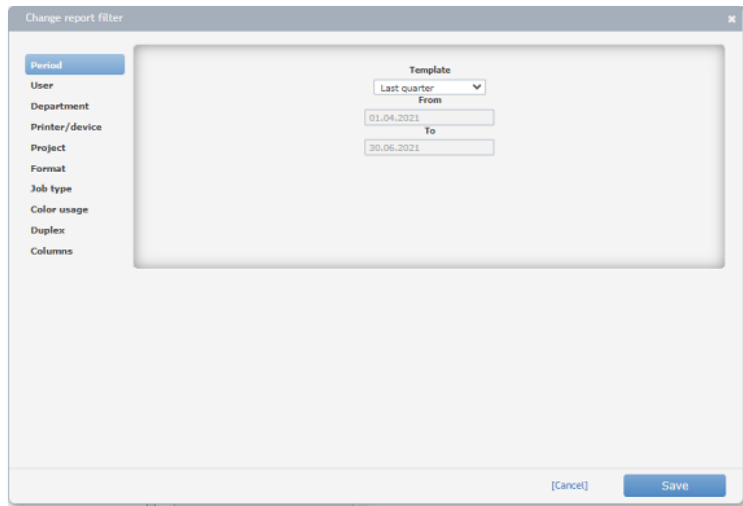 Change report filter
Period
User
Department
Printer/device
Project
Format
Job type
Color usage
Duplex
Columns
Template
Last quarter
From
01.04.2021
To
30.06.2021
[Cancel]
Save